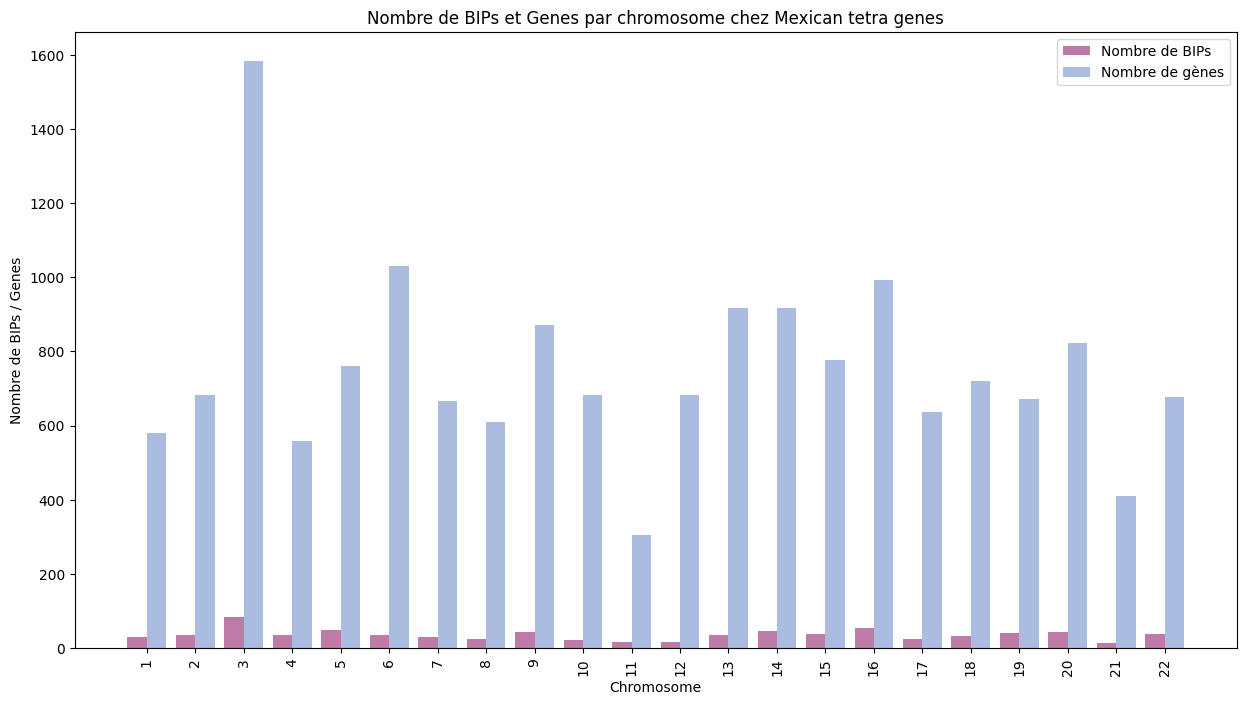 Nombre de BIPs et Genes par chromosome chez Mexican tetra genes
Nombre de BIPs
Nombre de gènes
Nombre de BIPs / Genes
1600
1400
1200
1000
800
600
400
200
0
1 2 3 4 5 6 7 8 9 10 11 12 13 14 15 16 17 18 19 20 21 22
Chromosome